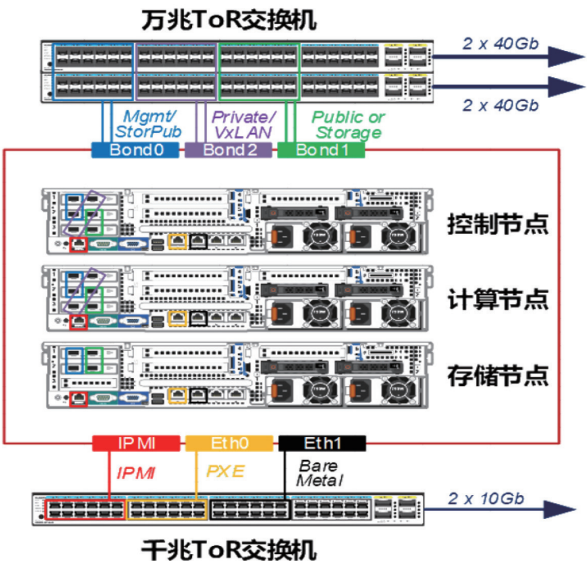 万兆ToR交换机
2 x 40Gb
2 x 40Gb
Mgmt/
StorPub
Private/
VxLAN
Public or
Storage
Bond0
Bond2
Bond1
控制节点
计算节点
存储节点
IPMI
Eth0
Eth1
IPMI
PXE
Bare
Metal
2 x 10Gb
千兆ToR交换机